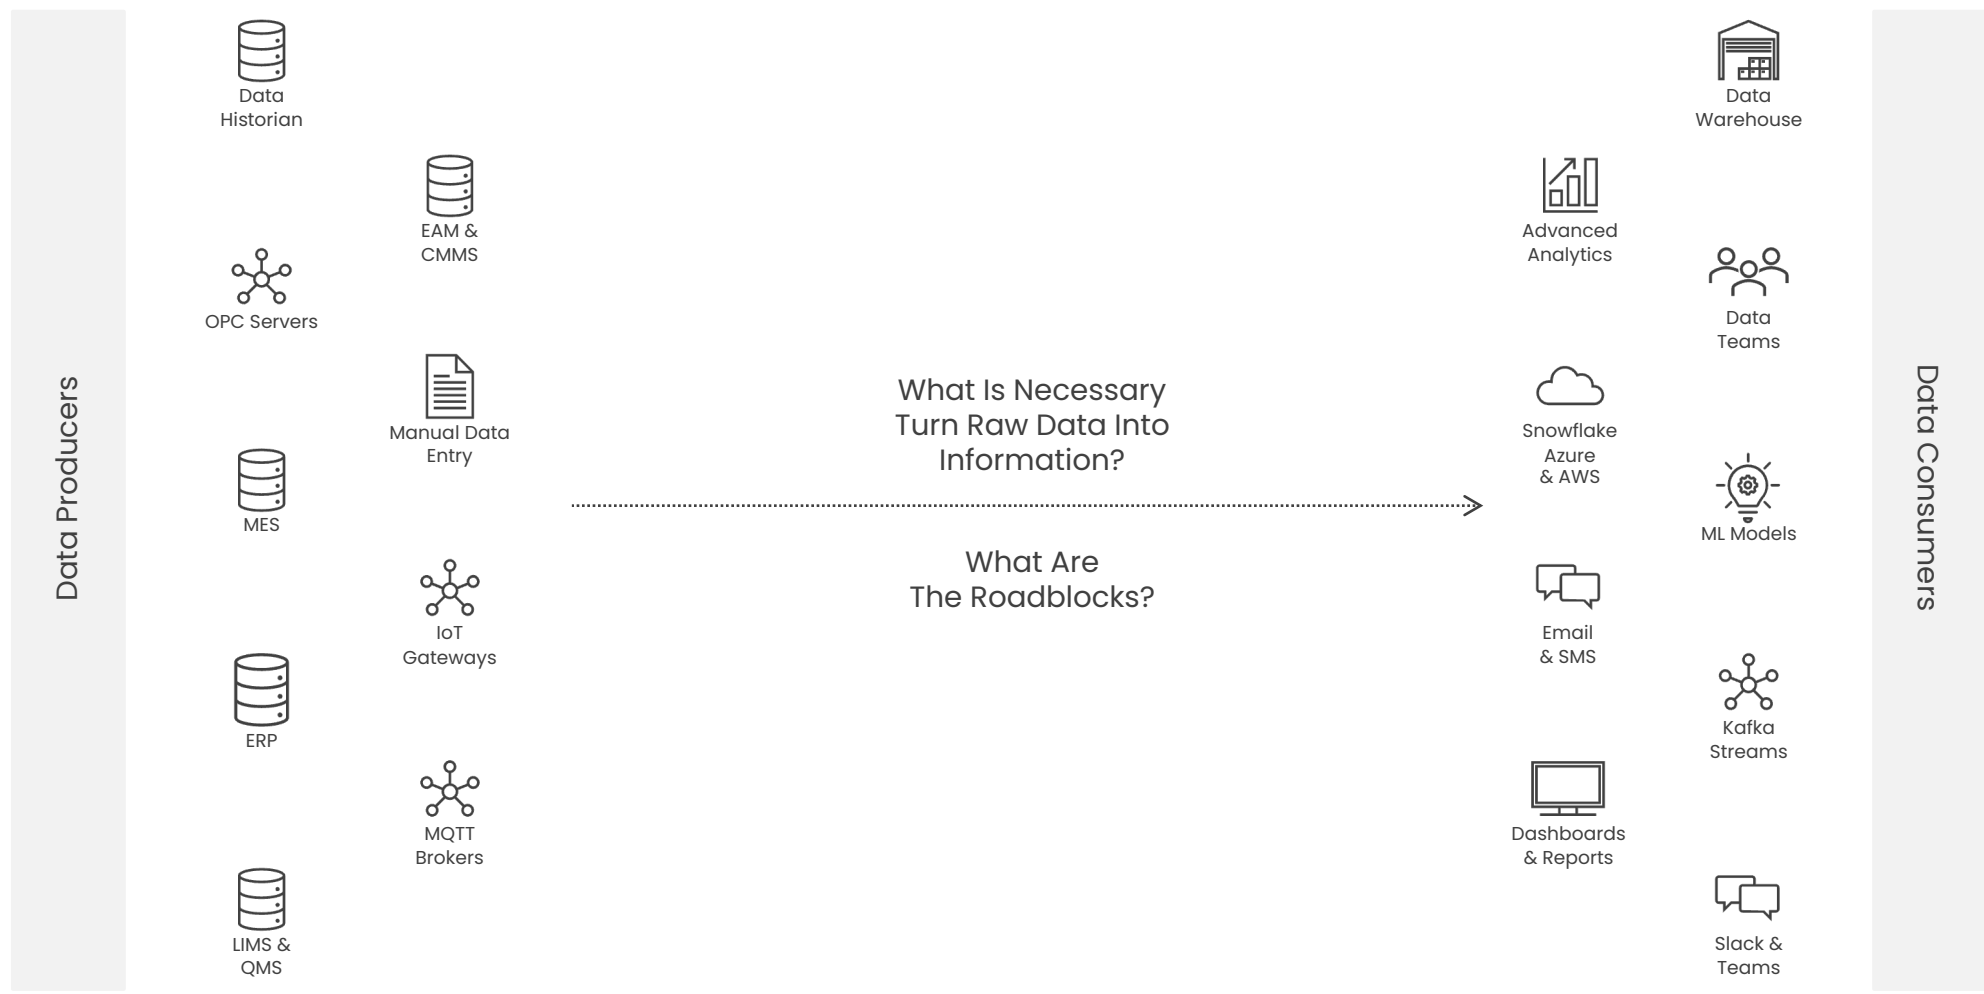 Data Producers
Data
Historian
EAM &
CMMS
OPC Servers
Manual Data
Entry
MES
IoT
Gateways
ERP
MQTT
Brokers
LIMS &
QMS
What Is Necessary
Turn Raw Data Into
Information?
What Are
The Roadblocks?
Data
Warehouse
Advanced
Analytics
Data
Teams
Snowflake
Azure
& AWS
ML Models
Email
& SMS
Kafka
Streams
Dashboards
& Reports
Slack &
Teams
Data Consumers